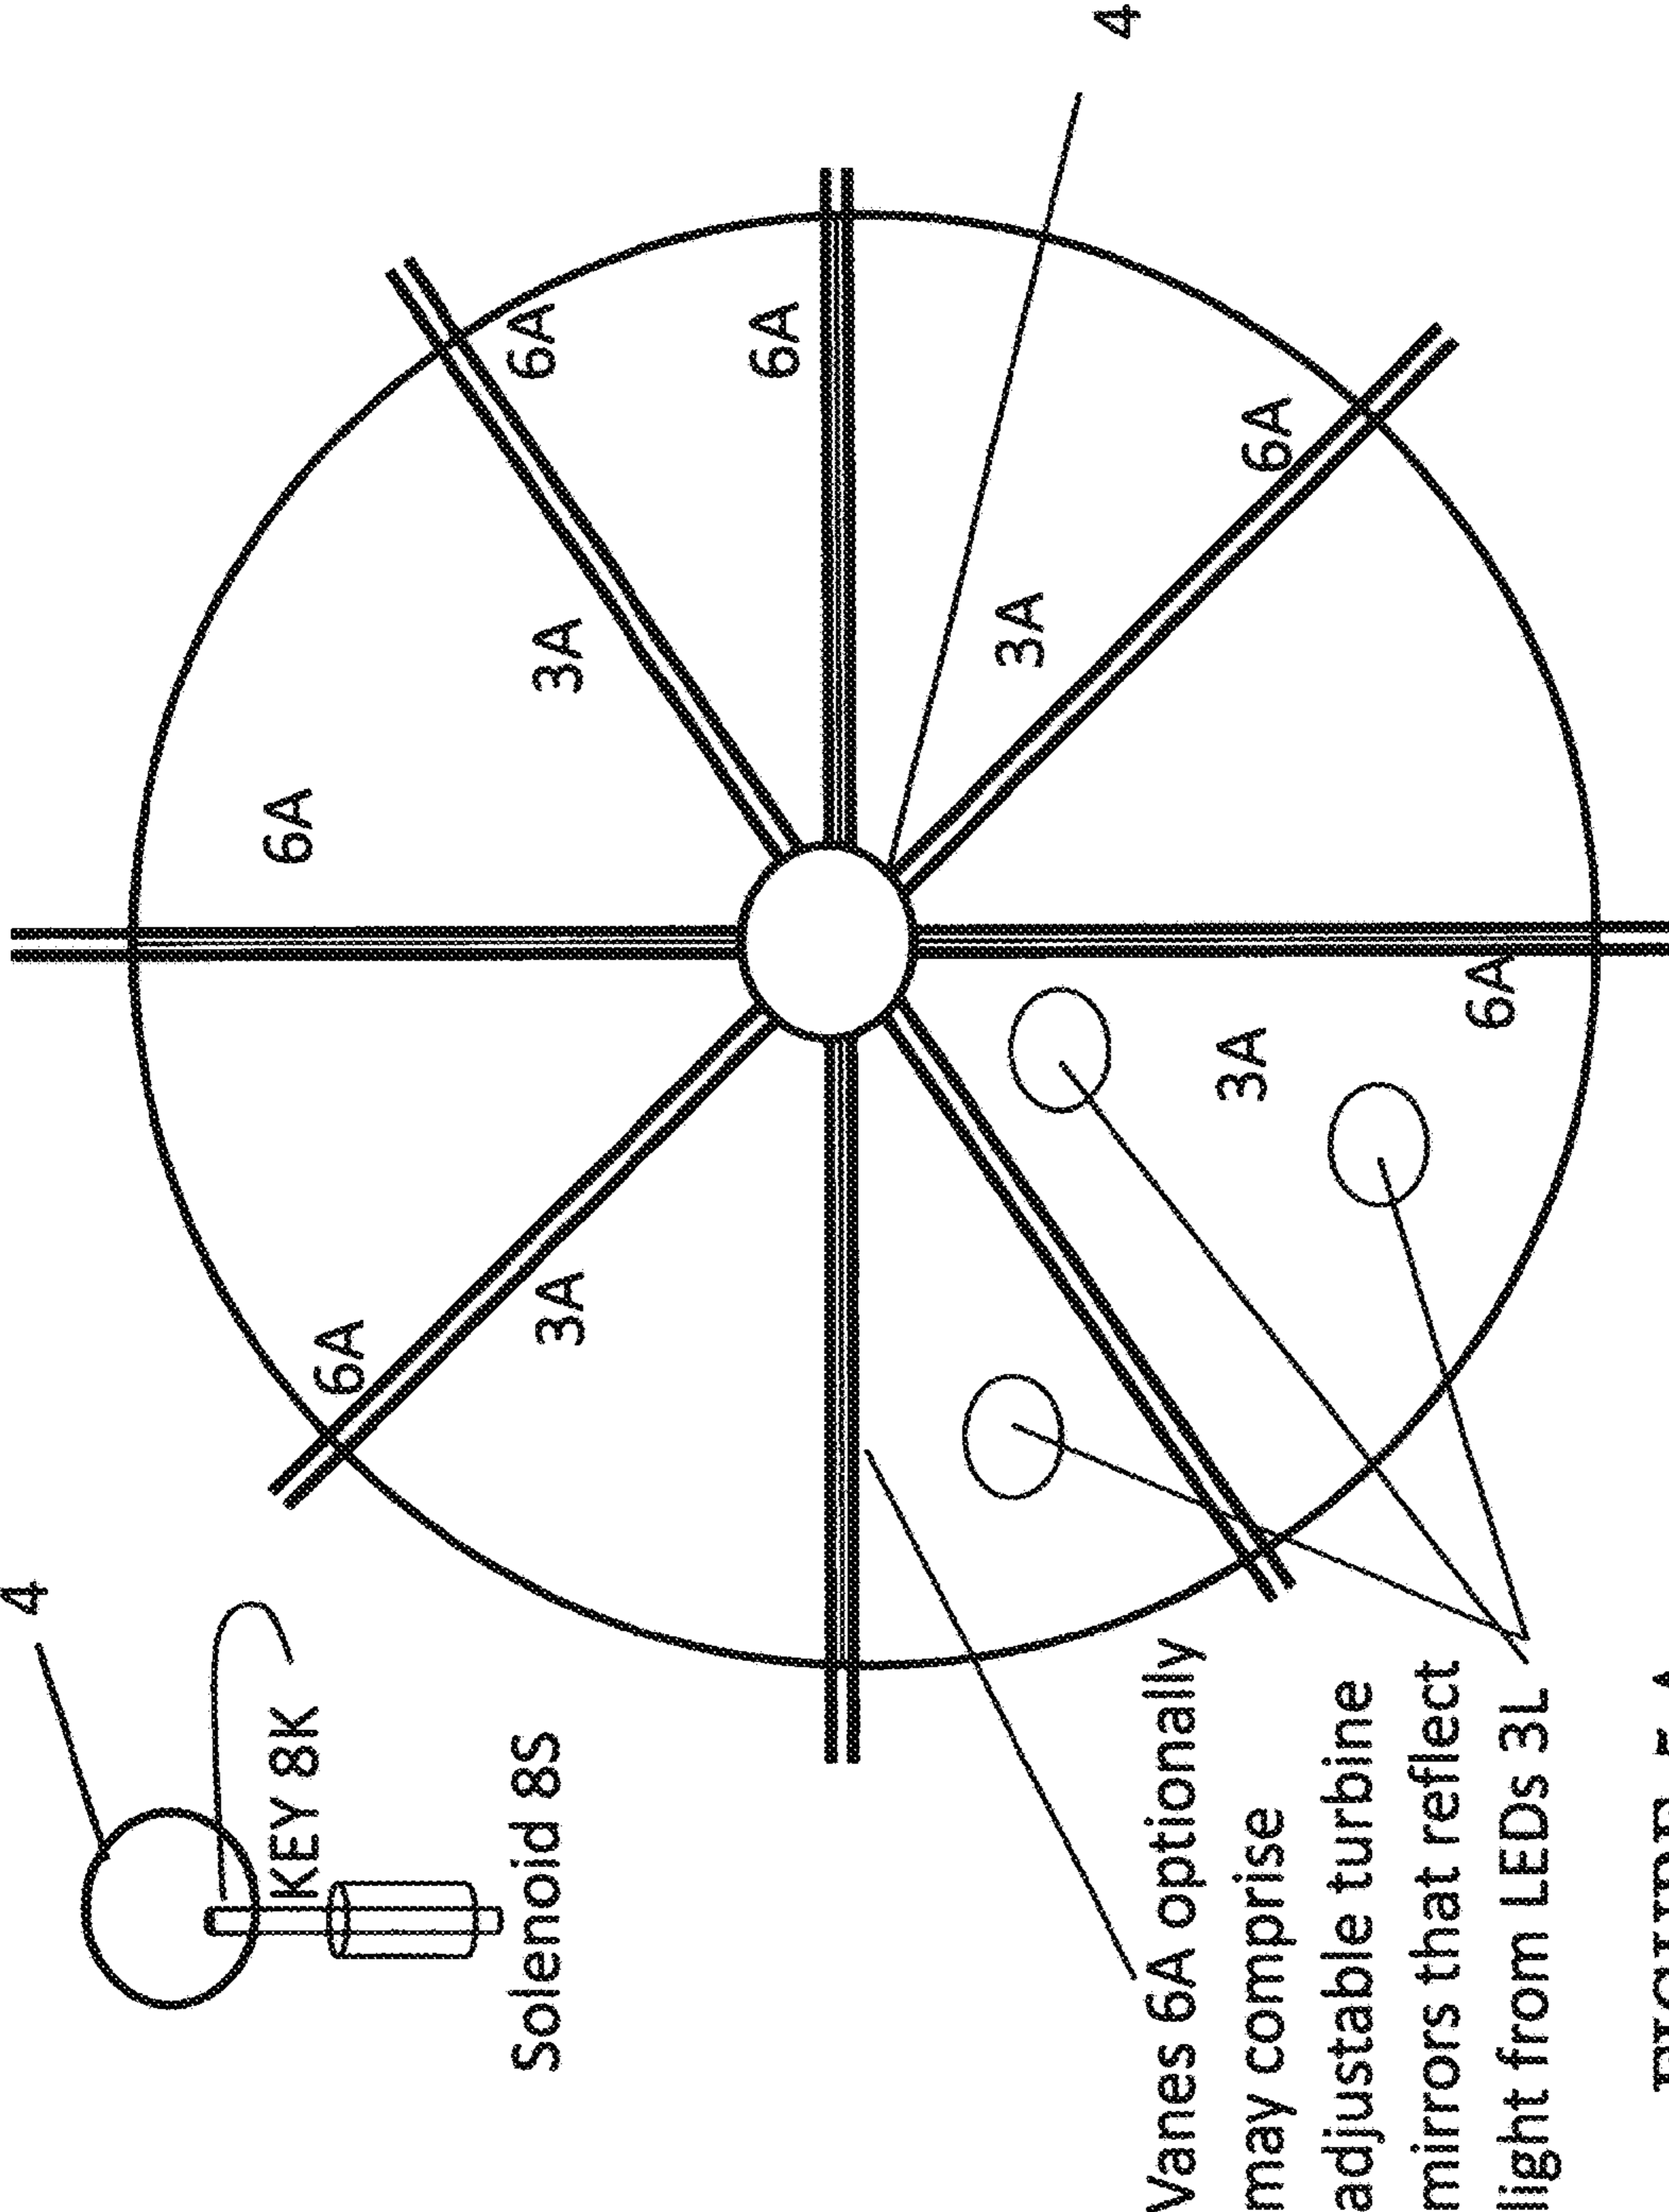 4
KEY 8K
Solenoid 8S
6A
6A
6A
3A
3A
6A
3A
6A
4
3A
6A
Vanes 6A optionally
may comprise
adjustable turbine
mirrors that reflect
light from LEDs 3L
FIGURE